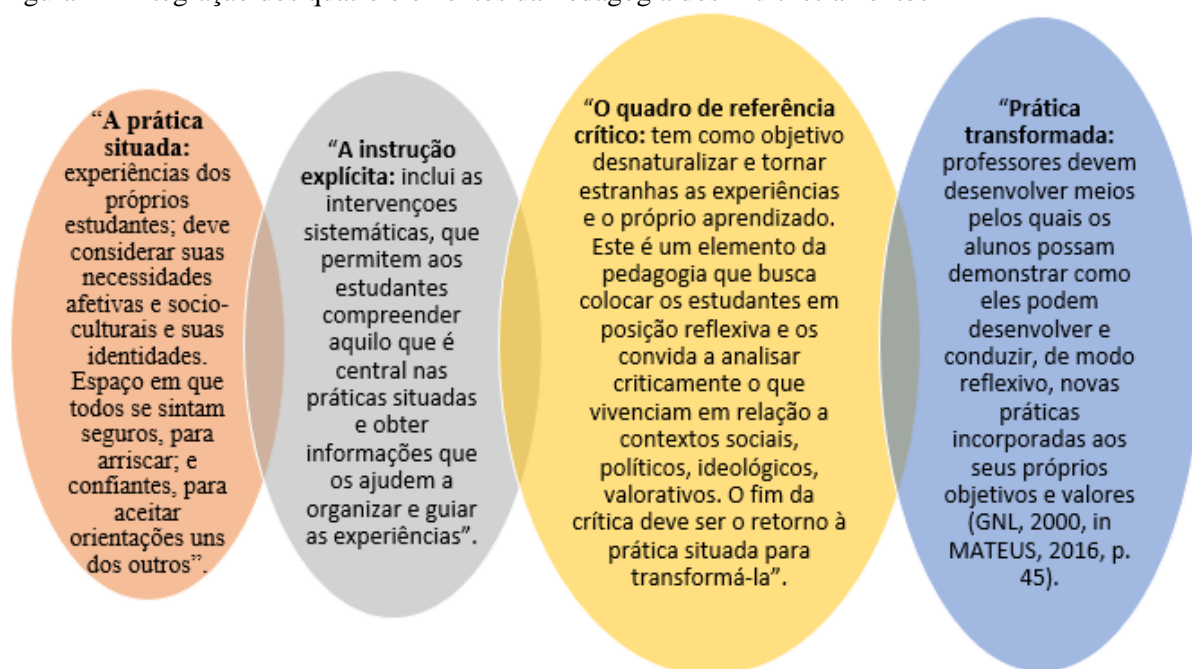 “A prática
situada:
experiências dos
próprios
estudantes; deve
considerar suas
necessidades
afetivas e socio-
culturais e suas
identidades.
Espaço em que
todos se sintam
seguros, para
arriscar; e
confiantes, para
aceitar
orientações uns
dos outros”.
“A instrução
explícita: inclui as
intervençoes
sistemáticas, que
permitem aos
estudantes
compreender
aquilo que é
central nas
práticas situadas
e obter
informações que
os ajudem a
organizar e guiar
as experiências”.
“O quadro de referência
crítico: tem como objetivo
desnaturalizar e tornar
estranhas as experiências
e o próprio aprendizado.
Este é um elemento da
pedagogia que busca
colocar os estudantes em
posição reflexiva e os
convida a analisar
criticamente o que
vivenciam em relação a
contextos sociais,
políticos, ideológicos,
valorativos. O fim da
crítica deve ser o retorno à
prática situada para
transformá-la”.
“Prática
transformada:
professores devem
desenvolver meios
pelos quais os
alunos possam
demonstrar como
eles podem
desenvolver e
conduzir, de modo
reflexivo, novas
práticas
incorporadas aos
seus próprios
objetivos e valores
(GNL, 2000, in
MATEUS, 2016, p.
45).